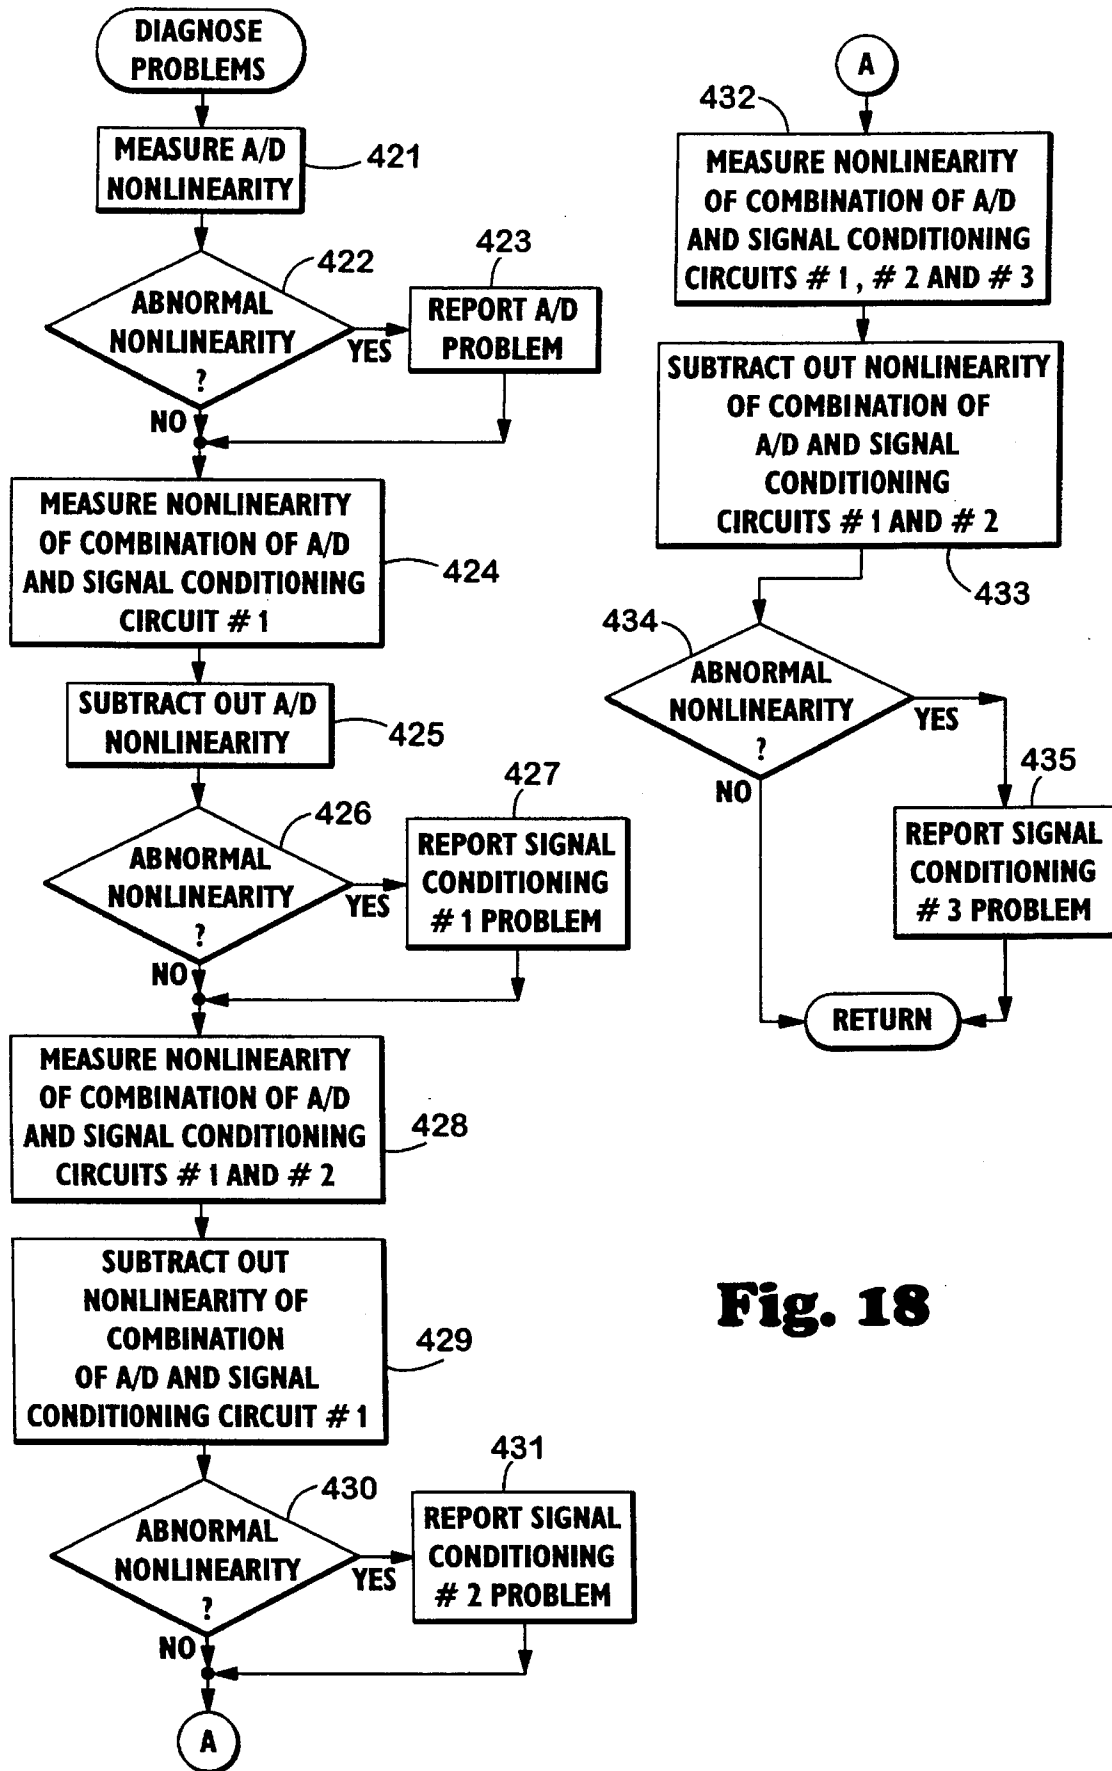 DIAGNOSE
PROBLEMS
MEASURE A/D
NONLINEARITY
421
ABNORMAL
NONLINEARITY
?
422
YES
NO
423
REPORT A/D
PROBLEM
MEASURE NONLINEARITY
OF COMBINATION OF A/D
AND SIGNAL CONDITIONING
CIRCUIT # 1
424
SUBTRACT OUT A/D
NONLINEARITY
425
ABNORMAL
NONLINEARITY
?
426
YES
NO
427
REPORT SIGNAL
CONDITIONING
# 1 PROBLEM
MEASURE NONLINEARITY
OF COMBINATION OF A/D
AND SIGNAL CONDITIONING
CIRCUITS # 1 AND # 2
428
SUBTRACT OUT
NONLINEARITY OF
COMBINATION
OF A/D AND SIGNAL
CONDITIONING CIRCUIT # 1
429
ABNORMAL
NONLINEARITY
?
430
YES
NO
431
REPORT SIGNAL
CONDITIONING
# 2 PROBLEM
A
A
432
MEASURE NONLINEARITY
OF COMBINATION OF A/D
AND SIGNAL CONDITIONING
CIRCUITS # 1, # 2 AND # 3
SUBTRACT OUT NONLINEARITY
OF COMBINATION OF
A/D AND SIGNAL
CONDITIONING
CIRCUITS # 1 AND # 2
433
434
ABNORMAL
NONLINEARITY
?
YES
NO
435
REPORT SIGNAL
CONDITIONING
# 3 PROBLEM
RETURN
Fig. 18